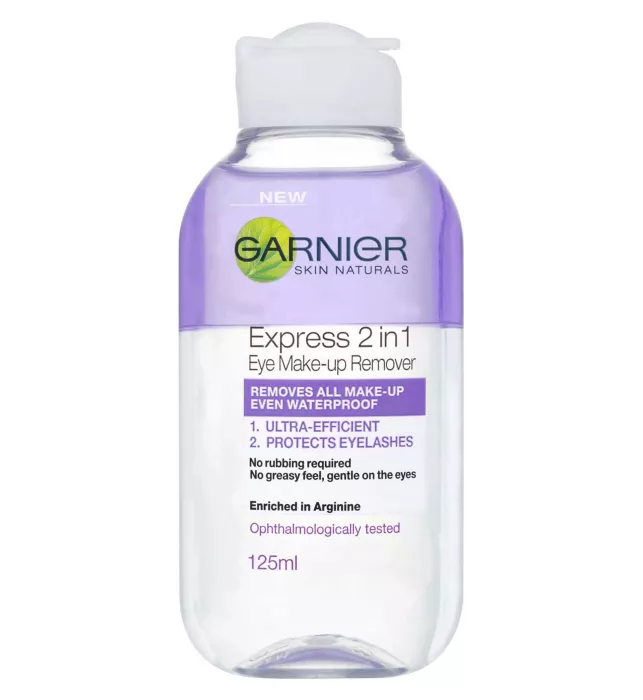 NEW
GARNIER
SKIN NATURALS
Express 2 in 1
Eye Make-up Remover
REMOVES ALL MAKE-UP
EVEN WATERPROOF
1. ULTRA-EFFICIENT
2. PROTECTS EYELASHES
No rubbing required
No greasy feel, gentle on the eyes
Enriched in Arginine
Ophthalmologically tested
125ml